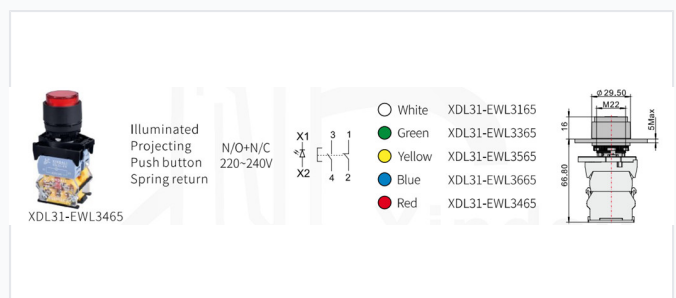 XDL31-EWL3465
Illuminated
Projecting
Push button
Spring return
N/O+N/C
220~240V
X1 3 1
X2 4 2
White XDL31-EWL3165
Green XDL31-EWL3365
Yellow XDL31-EWL3565
Blue XDL31-EWL3665
Red XDL31-EWL3465
Ø29.50
M22
16
5Max
66.80